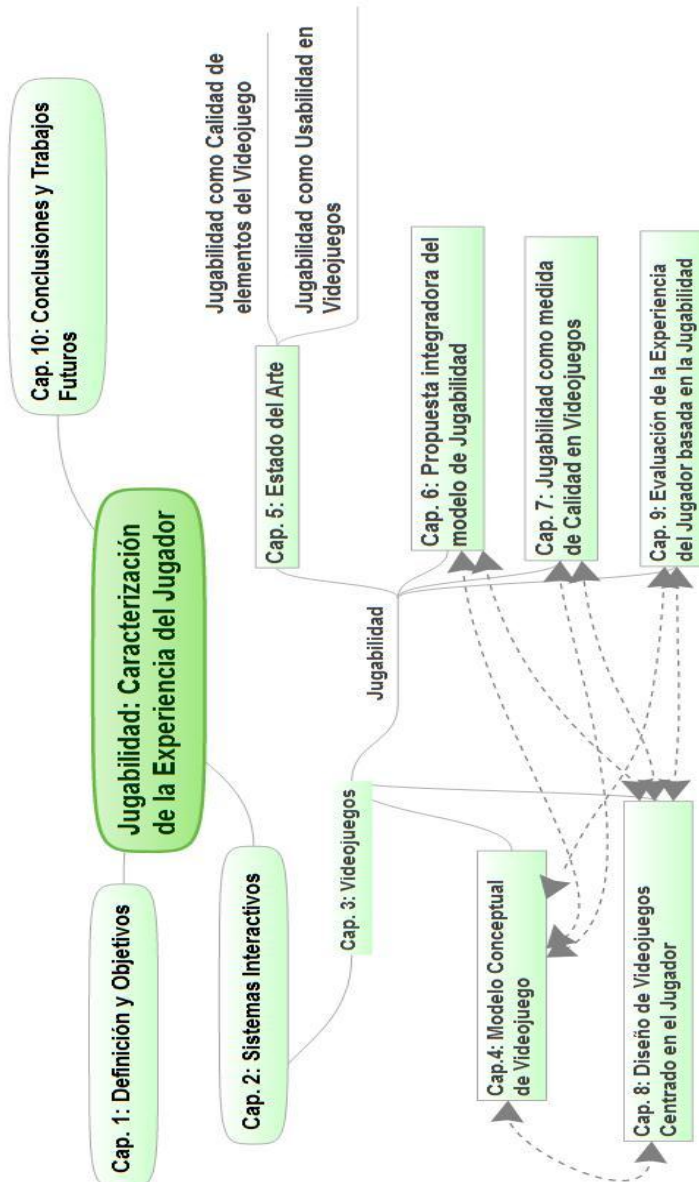 Jugabilidad: Caracterización
de la Experiencia del Jugador
Cap. 1: Definición y Objetivos
Cap. 10: Conclusiones y Trabajos
Futuros
Cap. 2: Sistemas Interactivos
Cap. 3: Videojuegos
Jugabilidad
Cap. 5: Estado del Arte
Jugabilidad como Calidad de
elementos del Videojuego
Jugabilidad como Usabilidad en
Videojuegos
Cap.4: Modelo Conceptual
de Videojuego
Cap. 6: Propuesta integradora del
modelo de Jugabilidad
Cap. 7: Jugabilidad como medida
de Calidad en Videojuegos
Cap. 8: Diseño de Videojuegos
Centrado en el Jugador
Cap. 9: Evaluación de la Experiencia
del Jugador basada en la Jugabilidad